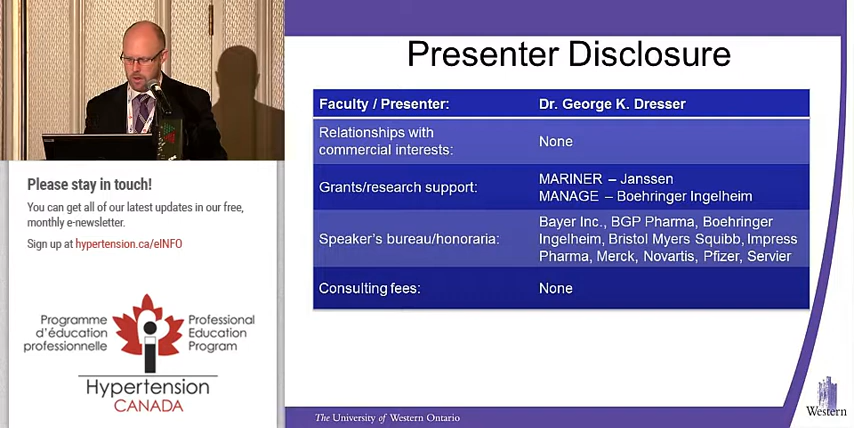 Please stay in touch!
You can get all of our latest updates in our free,
monthly e-newsletter.
Sign up at hypertension.ca/eINFO
Programme
d'éducation
professionnelle
Professional
Education
Program
Hypertension
CANADA
Presenter Disclosure
Faculty / Presenter: Dr. George K. Dresser
Relationships with
commercial interests: None
Grants/research support: MARINER – Janssen
MANAGE – Boehringer Ingelheim
Speaker's bureau/honoraria: Bayer Inc., BGP Pharma, Boehringer
Ingelheim, Bristol Myers Squibb, Impress
Pharma, Merck, Novartis, Pfizer, Servier
Consulting fees: None
The University of Western Ontario
Western